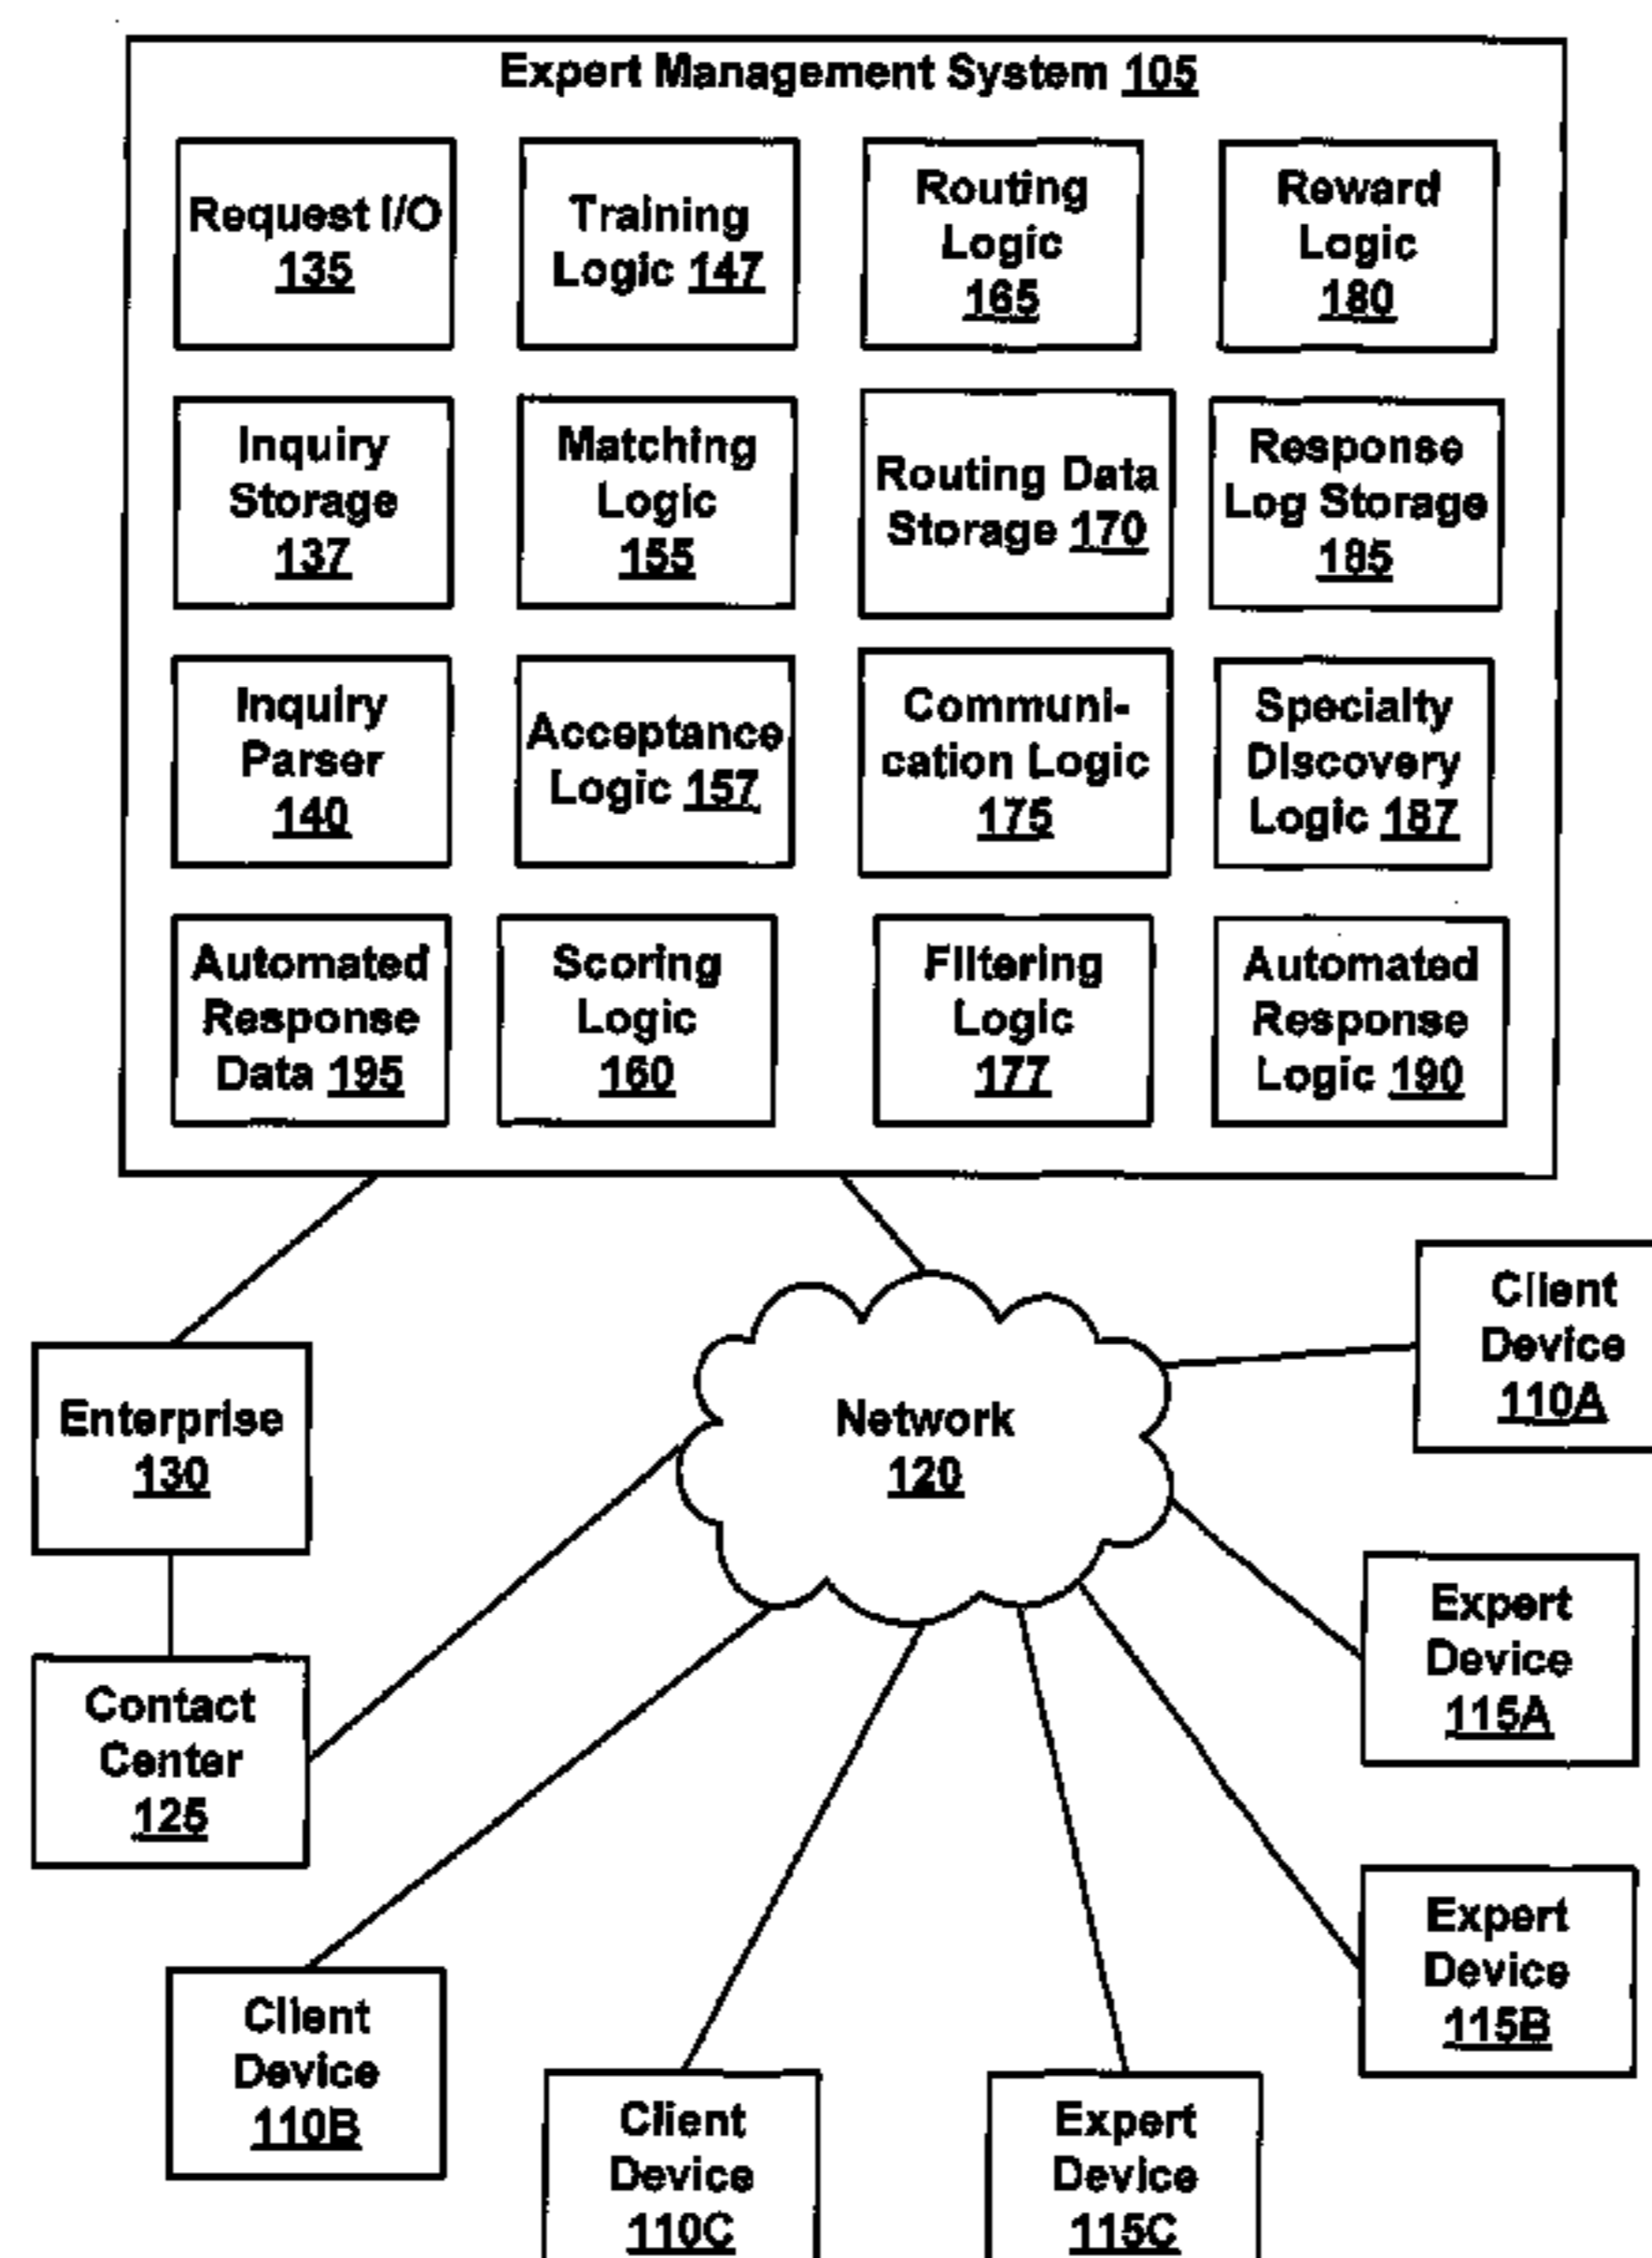 Expert Management System 105
Request I/O
135
Training
Logic 147
Routing
Logic
165
Reward
Logic
180
Inquiry
Storage
137
Matching
Logic
155
Routing Data
Storage 170
Response
Log Storage
185
Inquiry
Parser
140
Acceptance
Logic 157
Communi-
cation Logic
175
Specialty
Discovery
Logic 187
Automated
Response
Data 195
Scoring
Logic
160
Filtering
Logic
177
Automated
Response
Logic 190
Client
Device
110A
Enterprise
130
Network
120
Expert
Device
115A
Contact
Center
125
Expert
Device
115B
Client
Device
110B
Client
Device
110C
Expert
Device
115C